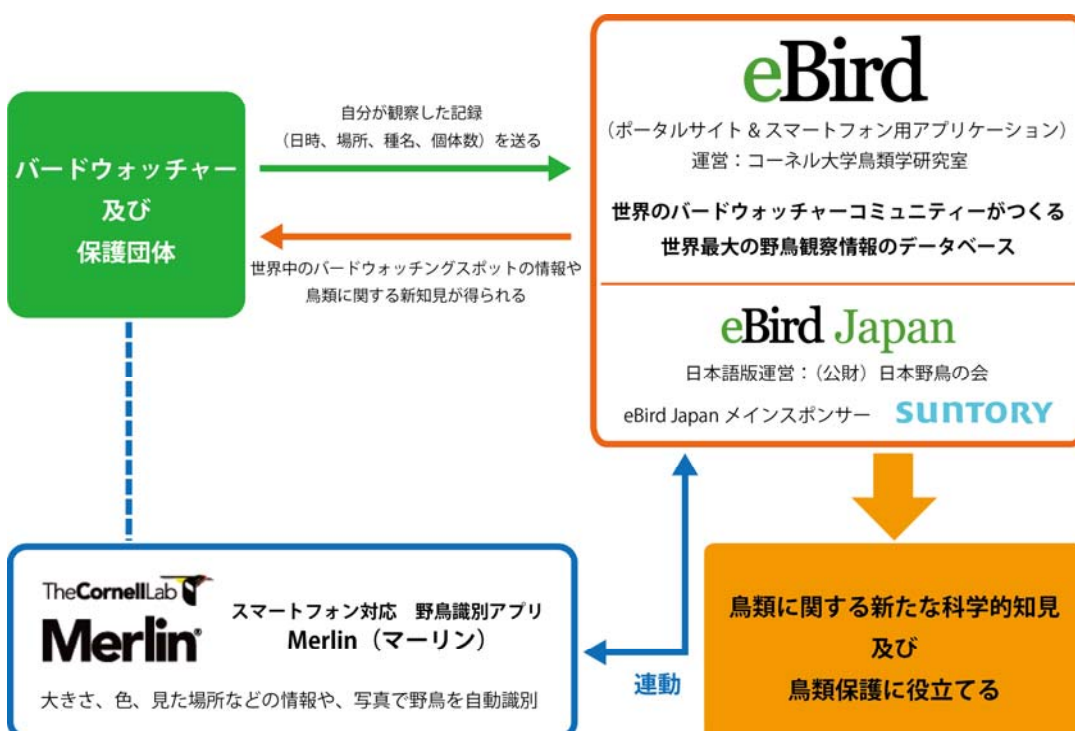 バードウォッチャー
及び
保護団体
自分が観察した記録
（日時、場所、種名、個体数）を送る
世界中のバードウォッチングスポットの情報や
鳥類に関する新知見が得られる
eBird
（ポータルサイト & スマートフォン用アプリケーション）
運営：コーネル大学鳥類学研究室
世界のバードウォッチャーコミュニティーがつくる
世界最大の野鳥観察情報のデータベース
eBird Japan
日本語版運営：（公財）日本野鳥の会
eBird Japan メインスポンサー SUNTORY
TheCornellLab
Merlin®
スマートフォン対応 野鳥識別アプリ
Merlin（マーリン）
大きさ、色、見た場所などの情報や、写真で野鳥を自動識別
連動
鳥類に関する新たな科学的知見
及び
鳥類保護に役立てる